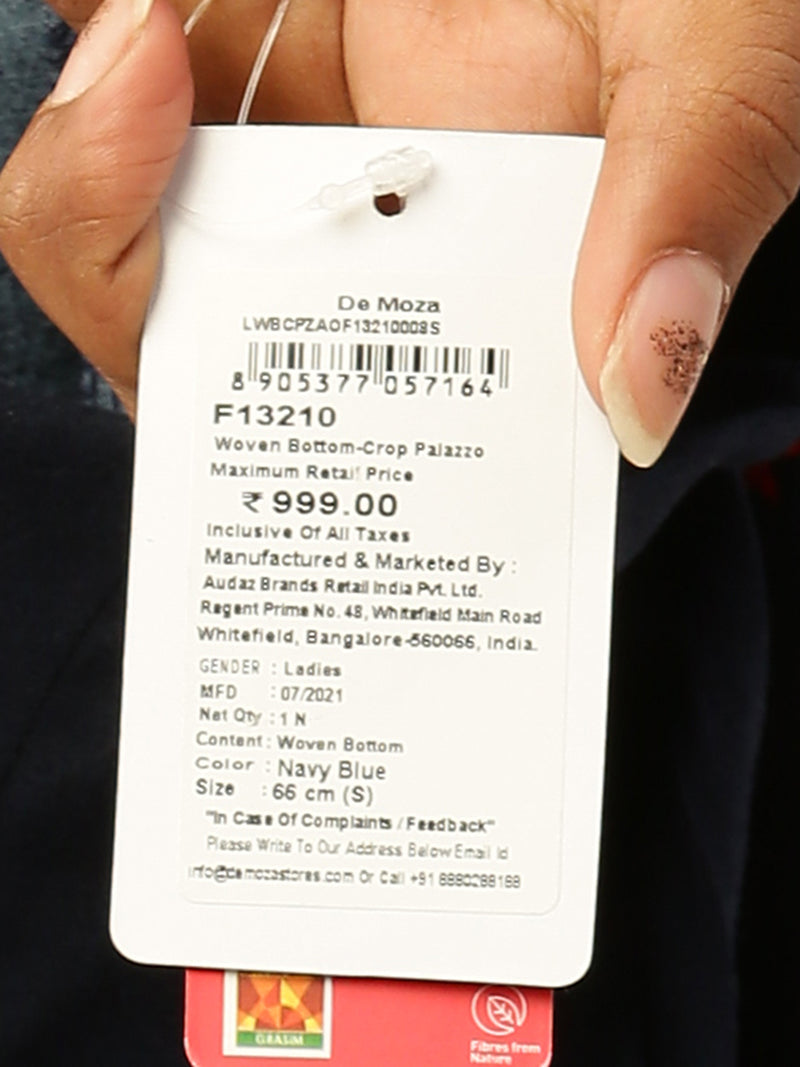 De Moza
LWBCPZAOF13210009S
8 905377 057164
F13210
Woven Bottom-Crop Palazzo
Maximum Retail Price
₹ 999.00
Inclusive Of All Taxes
Manufactured & Marketed By :
Audaz Brands Retail India Pvt. Ltd.
Regent Prime No. 48, Whitefield Main Road
Whitefield, Bangalore-560066, India.
GENDER : Ladies
MFD : 07/2021
Net Qty : 1 N
Content : Woven Bottom
Color : Navy Blue
Size : 66 cm (S)
"In Case Of Complaints / Feedback"
Please Write To Our Address Below Email Id
info@demozastores.com Or Call +91
GRASIM
Fibres from
Nature